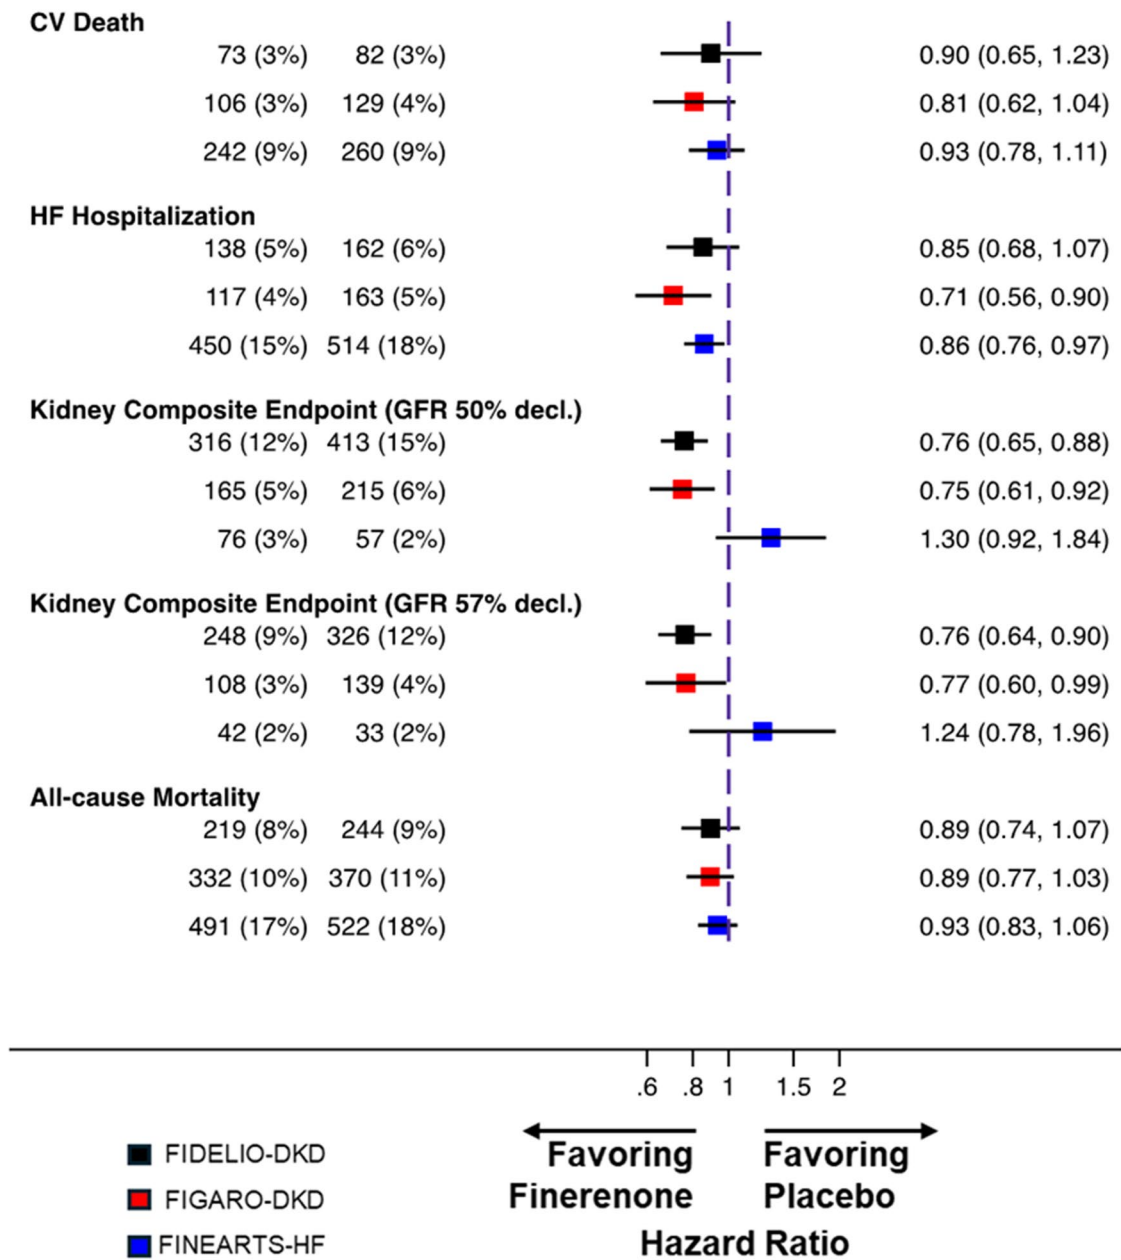 CV Death
73 (3%) 82 (3%) 0.90 (0.65, 1.23)
106 (3%) 129 (4%) 0.81 (0.62, 1.04)
242 (9%) 260 (9%) 0.93 (0.78, 1.11)
HF Hospitalization
138 (5%) 162 (6%) 0.85 (0.68, 1.07)
117 (4%) 163 (5%) 0.71 (0.56, 0.90)
450 (15%) 514 (18%) 0.86 (0.76, 0.97)
Kidney Composite Endpoint (GFR 50% decl.)
316 (12%) 413 (15%) 0.76 (0.65, 0.88)
165 (5%) 215 (6%) 0.75 (0.61, 0.92)
76 (3%) 57 (2%) 1.30 (0.92, 1.84)
Kidney Composite Endpoint (GFR 57% decl.)
248 (9%) 326 (12%) 0.76 (0.64, 0.90)
108 (3%) 139 (4%) 0.77 (0.60, 0.99)
42 (2%) 33 (2%) 1.24 (0.78, 1.96)
All-cause Mortality
219 (8%) 244 (9%) 0.89 (0.74, 1.07)
332 (10%) 370 (11%) 0.89 (0.77, 1.03)
491 (17%) 522 (18%) 0.93 (0.83, 1.06)
.6 .8 1 1.5 2
Favoring Finerenone
Favoring Placebo
Hazard Ratio
FIDELIO-DKD
FIGARO-DKD
FINEARTS-HF